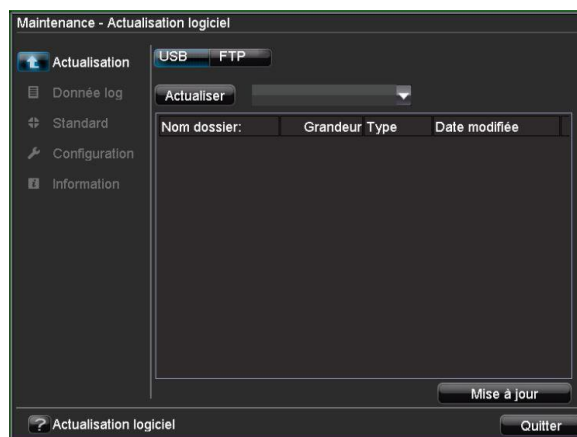 Maintenance - Actualisation logiciel
Actualisation
Donnée log
Standard
Configuration
Information
USB FTP
Actualiser
Nom dossier: Grandeur Type Date modifiée
Mise à jour
? Actualisation logiciel
Quitter